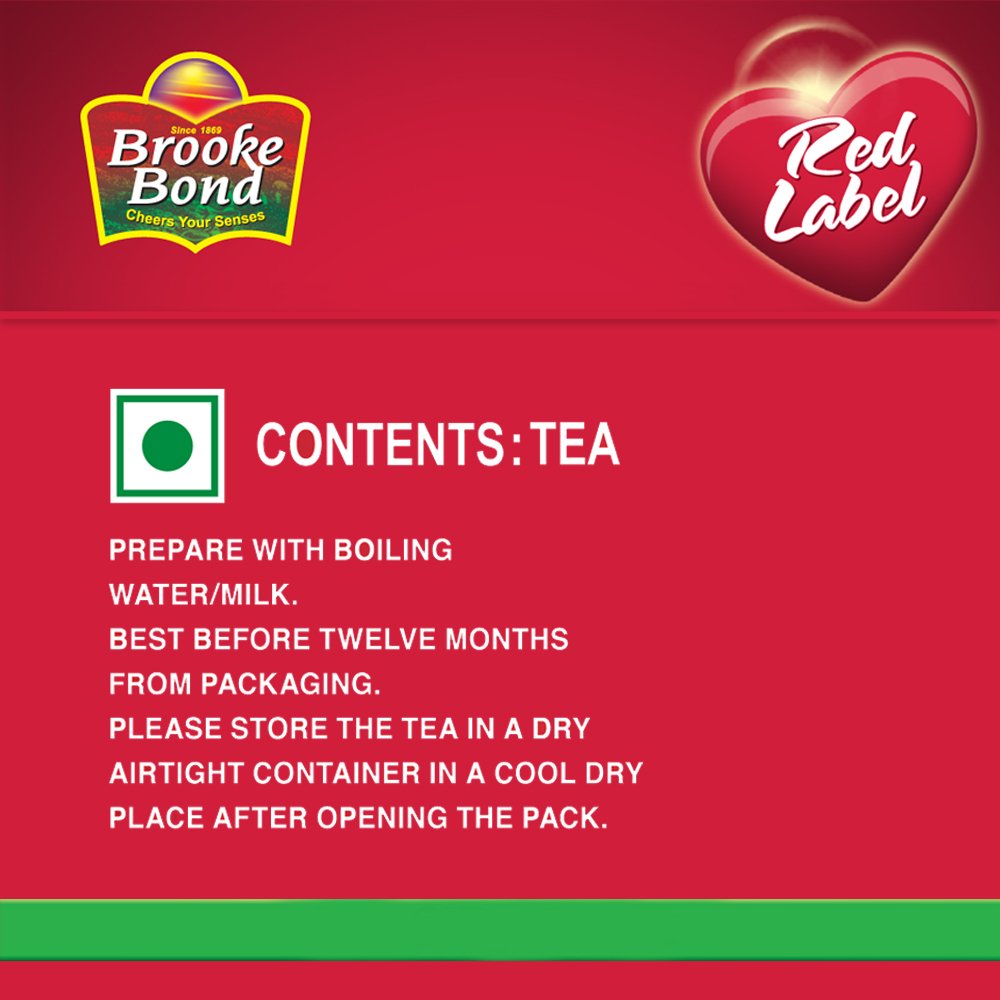 Since 1869
Brooke
Bond
Cheers Your Senses
Red
Label
CONTENTS: TEA
PREPARE WITH BOILING
WATER/MILK.
BEST BEFORE TWELVE MONTHS
FROM PACKAGING.
PLEASE STORE THE TEA IN A DRY
AIRTIGHT CONTAINER IN A COOL DRY
PLACE AFTER OPENING THE PACK.